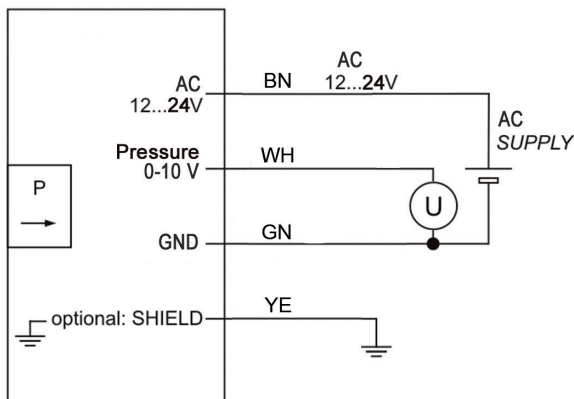 AC
12...24V
BN
AC
12...24V
AC
SUPPLY
Pressure
0-10 V
WH
P
U
GND
GN
optional: SHIELD
YE